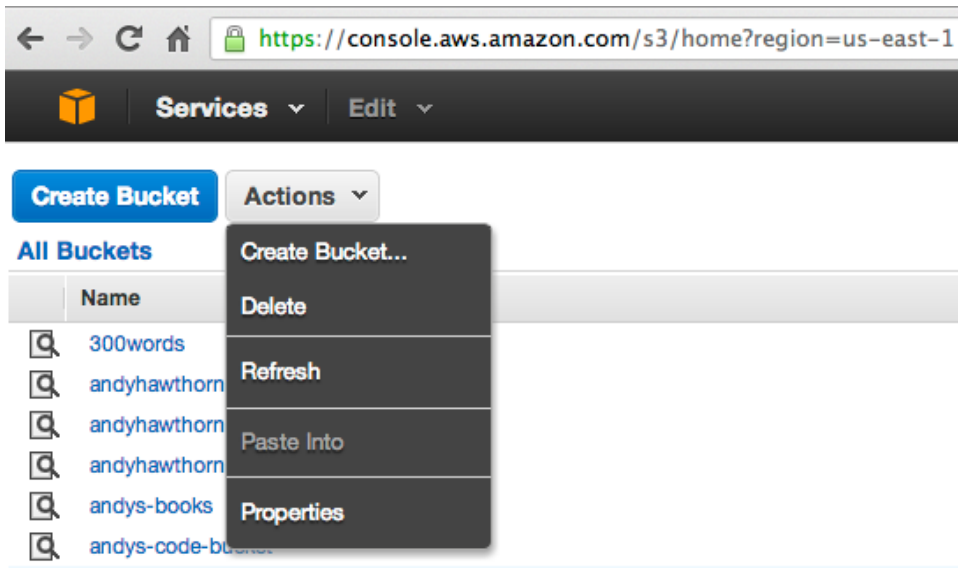 https://console.aws.amazon.com/s3/home?region=us-east-1
Services Edit
Create Bucket Actions
All Buckets
Create Bucket...
Name
Delete
300words
Refresh
andyhawthorn
andyhawthorn
Paste Into
andyhawthorn
andys-books
Properties
andys-code-bucket